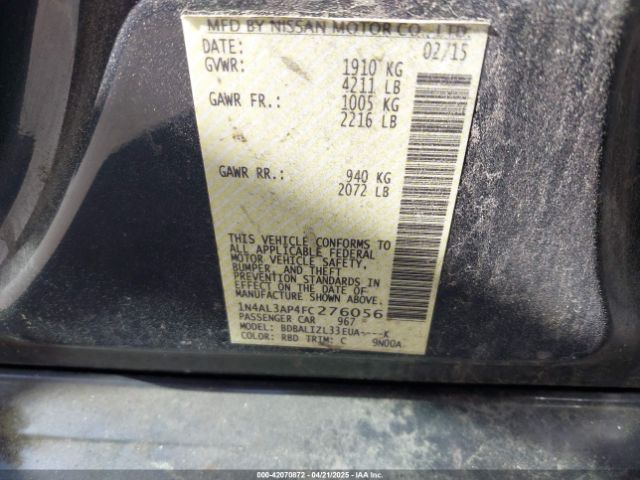 MFD BY NISSAN MOTOR CO., LTD.
DATE: 02/15
GVWR: 1910 KG
4211 LB
GAWR FR.: 1005 KG
2216 LB
GAWR RR.: 940 KG
2072 LB
THIS VEHICLE CONFORMS TO
ALL APPLICABLE FEDERAL
MOTOR VEHICLE SAFETY,
BUMPER, AND THEFT
PREVENTION STANDARDS IN
EFFECT ON THE DATE OF
MANUFACTURE SHOWN ABOVE.
1N4AL3AP4FC276056
PASSENGER CAR 967
MODEL: BDBALIZL33EUA----K
COLOR: RBD TRIM: C 9N00A
000-42070872 - 04/21/2025 - IAA Inc.